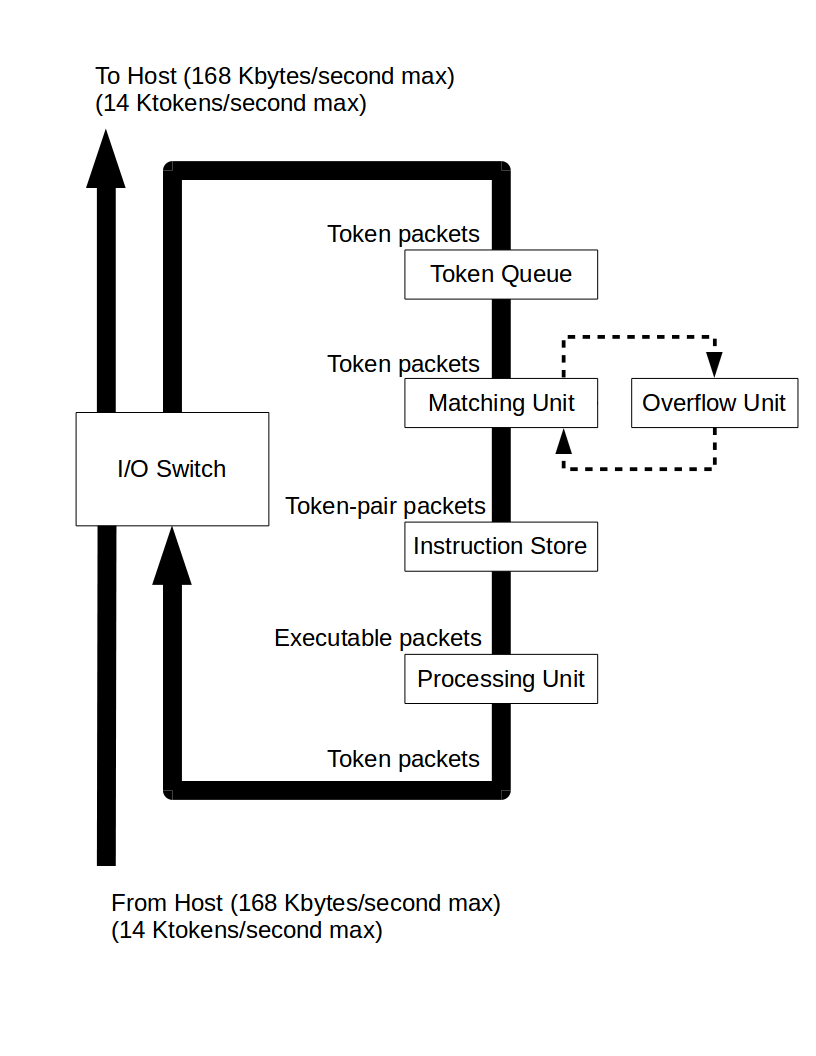 To Host (168 Kbytes/second max)
(14 Ktokens/second max)
Token packets
Token Queue
Token packets
Matching Unit
Overflow Unit
I/O Switch
Token-pair packets
Instruction Store
Executable packets
Processing Unit
Token packets
From Host (168 Kbytes/second max)
(14 Ktokens/second max)